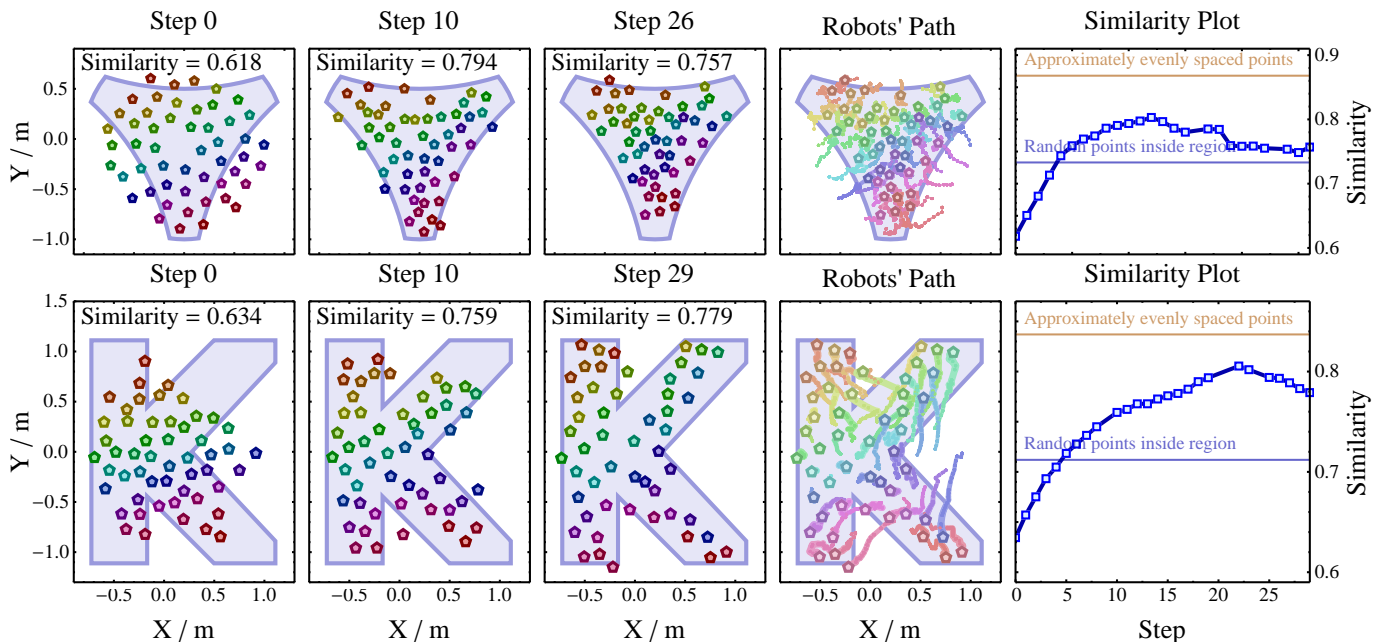 Step 0
Step 10
Step 26
Robots' Path
Similarity Plot
Similarity = 0.618
Similarity = 0.794
Similarity = 0.757
Approximately evenly spaced points
Random points inside region
0.5
0.0
−0.5
−1.0
Y / m
0.9
0.8
0.7
0.6
Similarity
Step 0
Step 10
Step 29
Robots' Path
Similarity Plot
Similarity = 0.634
Similarity = 0.759
Similarity = 0.779
Approximately evenly spaced points
Random points inside region
1.5
1.0
0.5
0.0
−0.5
−1.0
Y / m
0.8
0.7
0.6
Similarity
−0.5 0.0 0.5 1.0
−0.5 0.0 0.5 1.0
−0.5 0.0 0.5 1.0
−0.5 0.0 0.5 1.0
0 5 10 15 20 25
X / m
X / m
X / m
X / m
Step